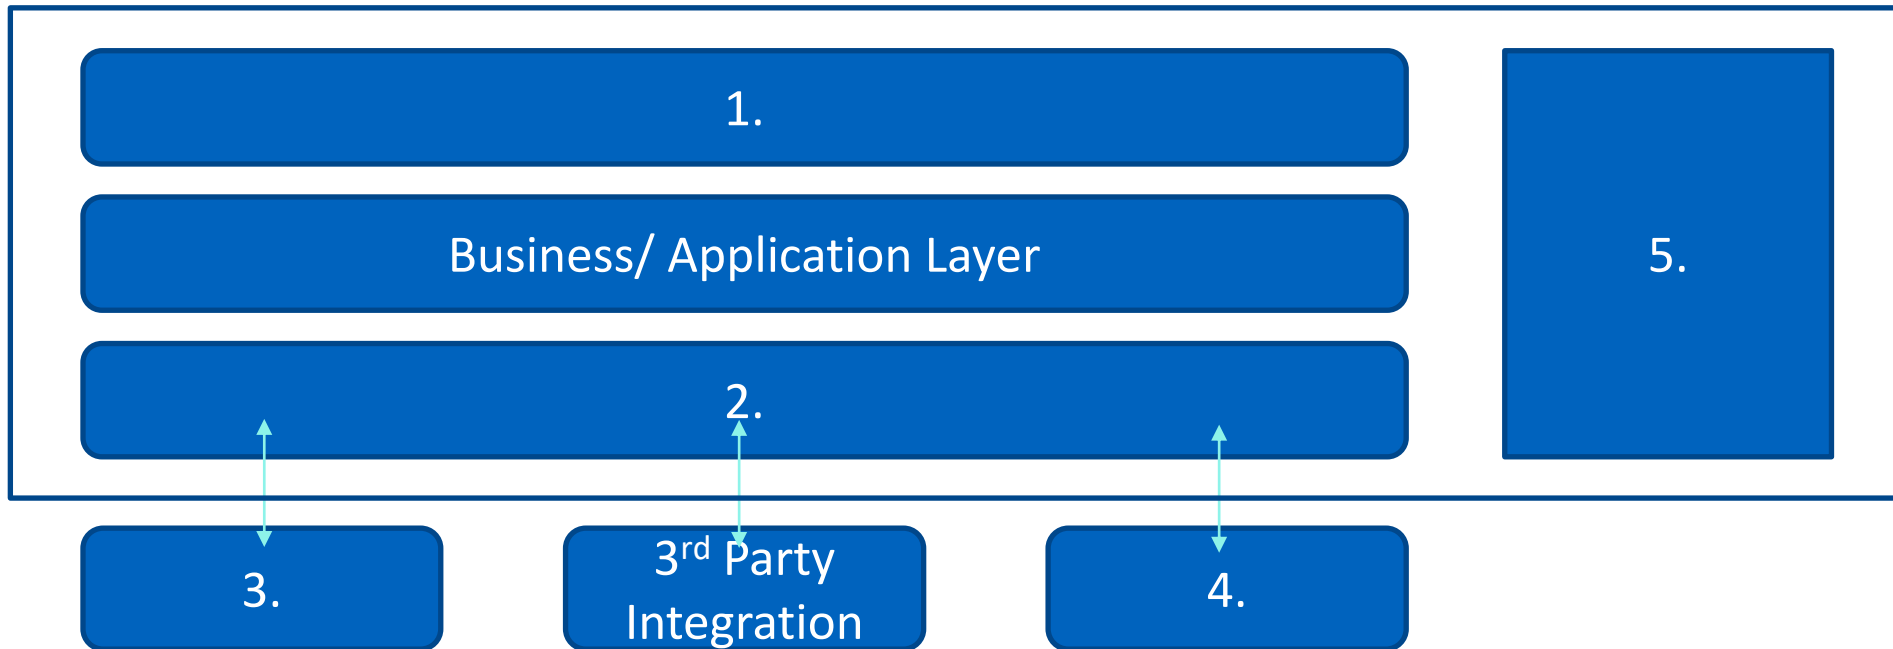 1.
Business/ Application Layer
5.
2.
3.
3rd Party
Integration
4.